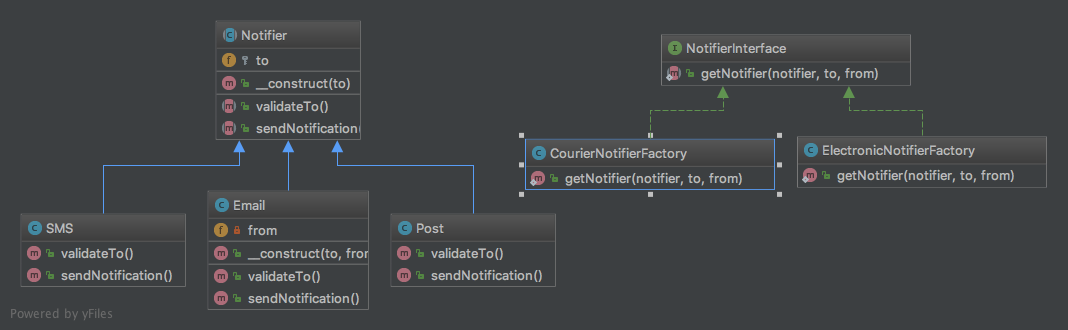 Notifier
to
__construct(to)
validateTo()
sendNotification(
SMS
validateTo()
sendNotification()
Email
from
__construct(to, fror
validateTo()
sendNotification()
Post
validateTo()
sendNotification()
NotifierInterface
getNotifier(notifier, to, from)
CourierNotifierFactory
getNotifier(notifier, to, from)
ElectronicNotifierFactory
getNotifier(notifier, to, from)
Powered by yFiles